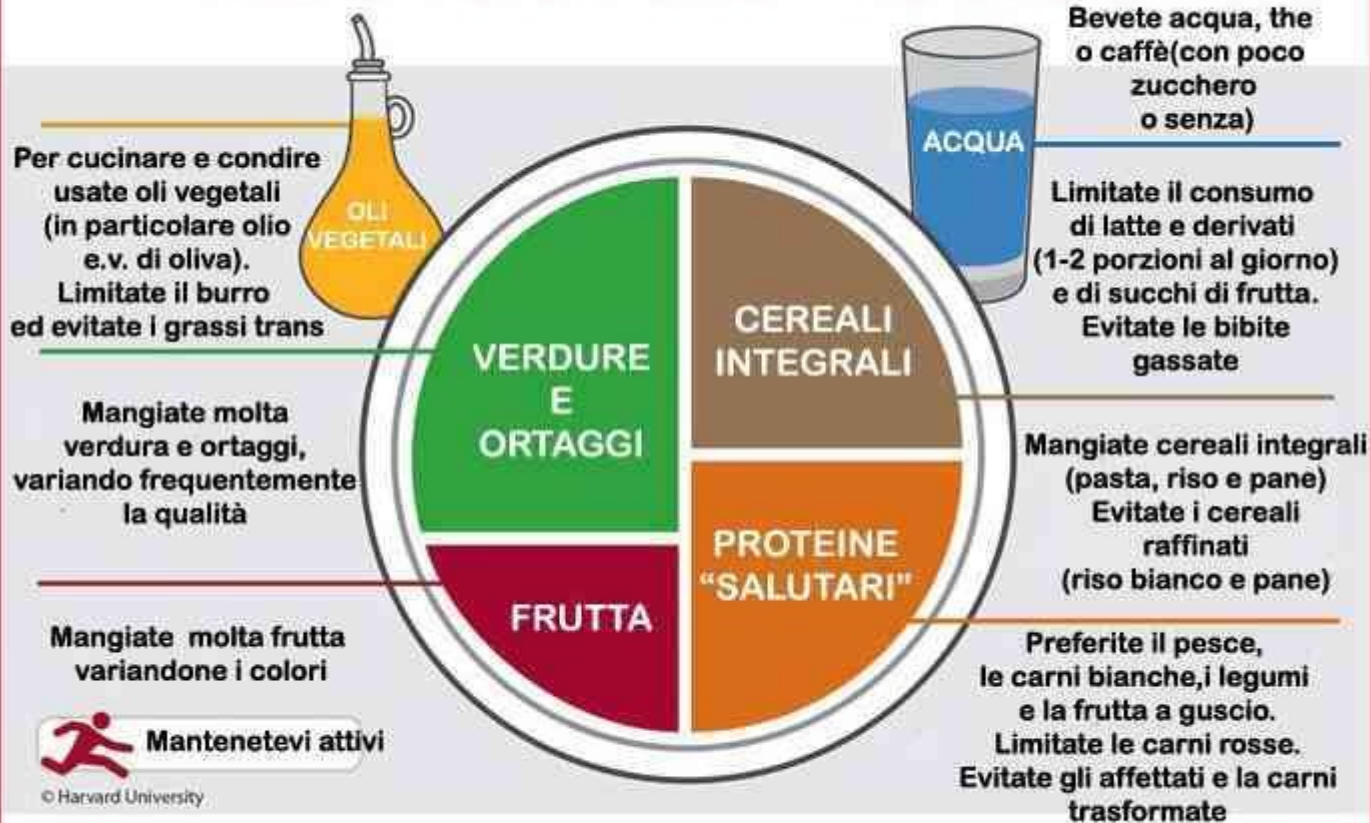 Per cucinare e condire
usate oli vegetali
(in particolare olio
e.v. di oliva).
Limitate il burro
ed evitate i grassi trans
Mangiate molta
verdura e ortaggi,
variando frequentemente
la qualità
Mangiate molta frutta
variandone i colori
Mantenetevi attivi
© Harvard University
OLI
VEGETALI
VERDURE
E
ORTAGGI
FRUTTA
CEREALI
INTEGRALI
PROTEINE
“SALUTARI”
ACQUA
Bevete acqua, the
o caffè(con poco
zucchero
o senza)
Limitate il consumo
di latte e derivati
(1-2 porzioni al giorno)
e di succhi di frutta.
Evitate le bibite
gassate
Mangiate cereali integrali
(pasta, riso e pane)
Evitate i cereali
raffinati
(riso bianco e pane)
Preferite il pesce,
le carni bianche,i legumi
e la frutta a guscio.
Limitate le carni rosse.
Evitate gli affettati e la carni
trasformate